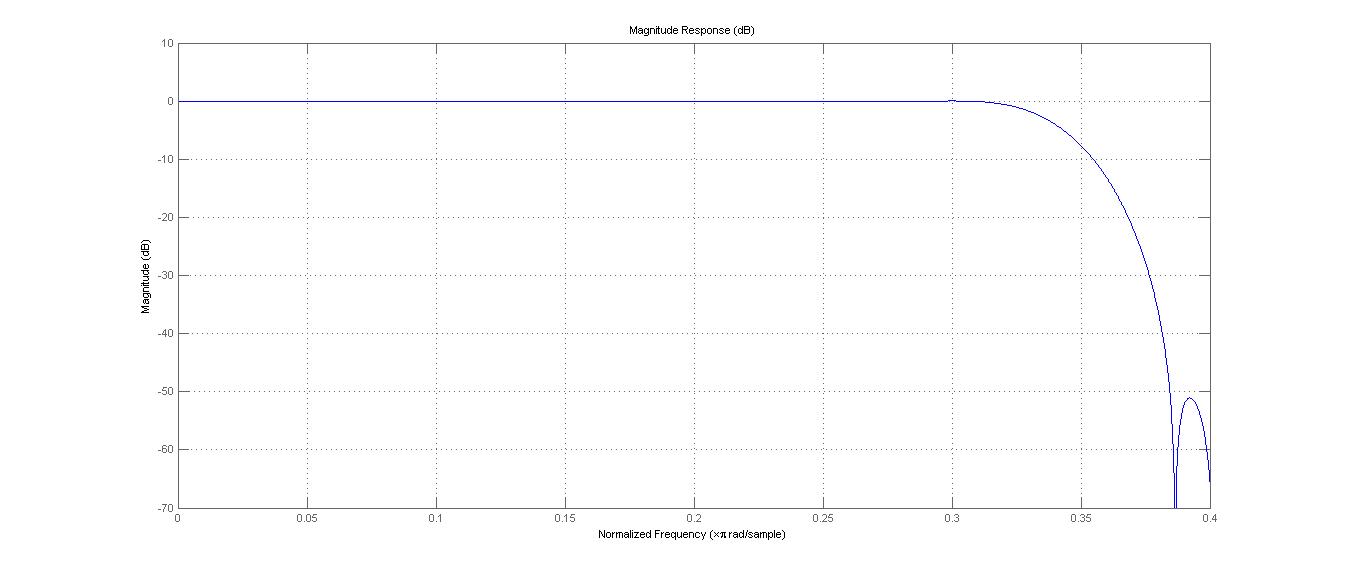 Magnitude Response (dB)
10
0
-10
-20
-30
-40
-50
-60
-70
Magnitude (dB)
0 0.05 0.1 0.15 0.2 0.25 0.3 0.35 0.4
Normalized Frequency (×π rad/sample)